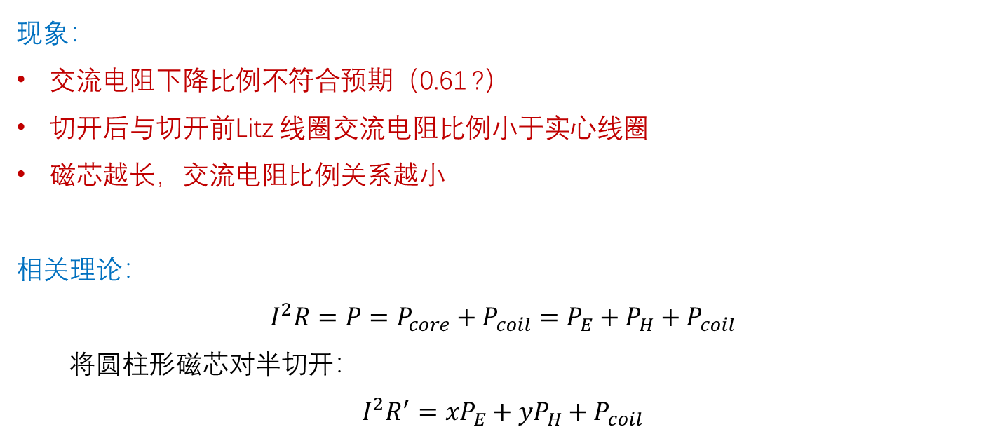 现象：
• 交流电阻下降比例不符合预期（0.61？）
• 切开后与切开前Litz 线圈交流电阻比例小于实心线圈
• 磁芯越长，交流电阻比例关系越小
相关理论：
I²R = P = P_core + P_coil = P_E + P_H + P_coil
将圆柱形磁芯对半切开：
I²R′ = xP_E + yP_H + P_coil